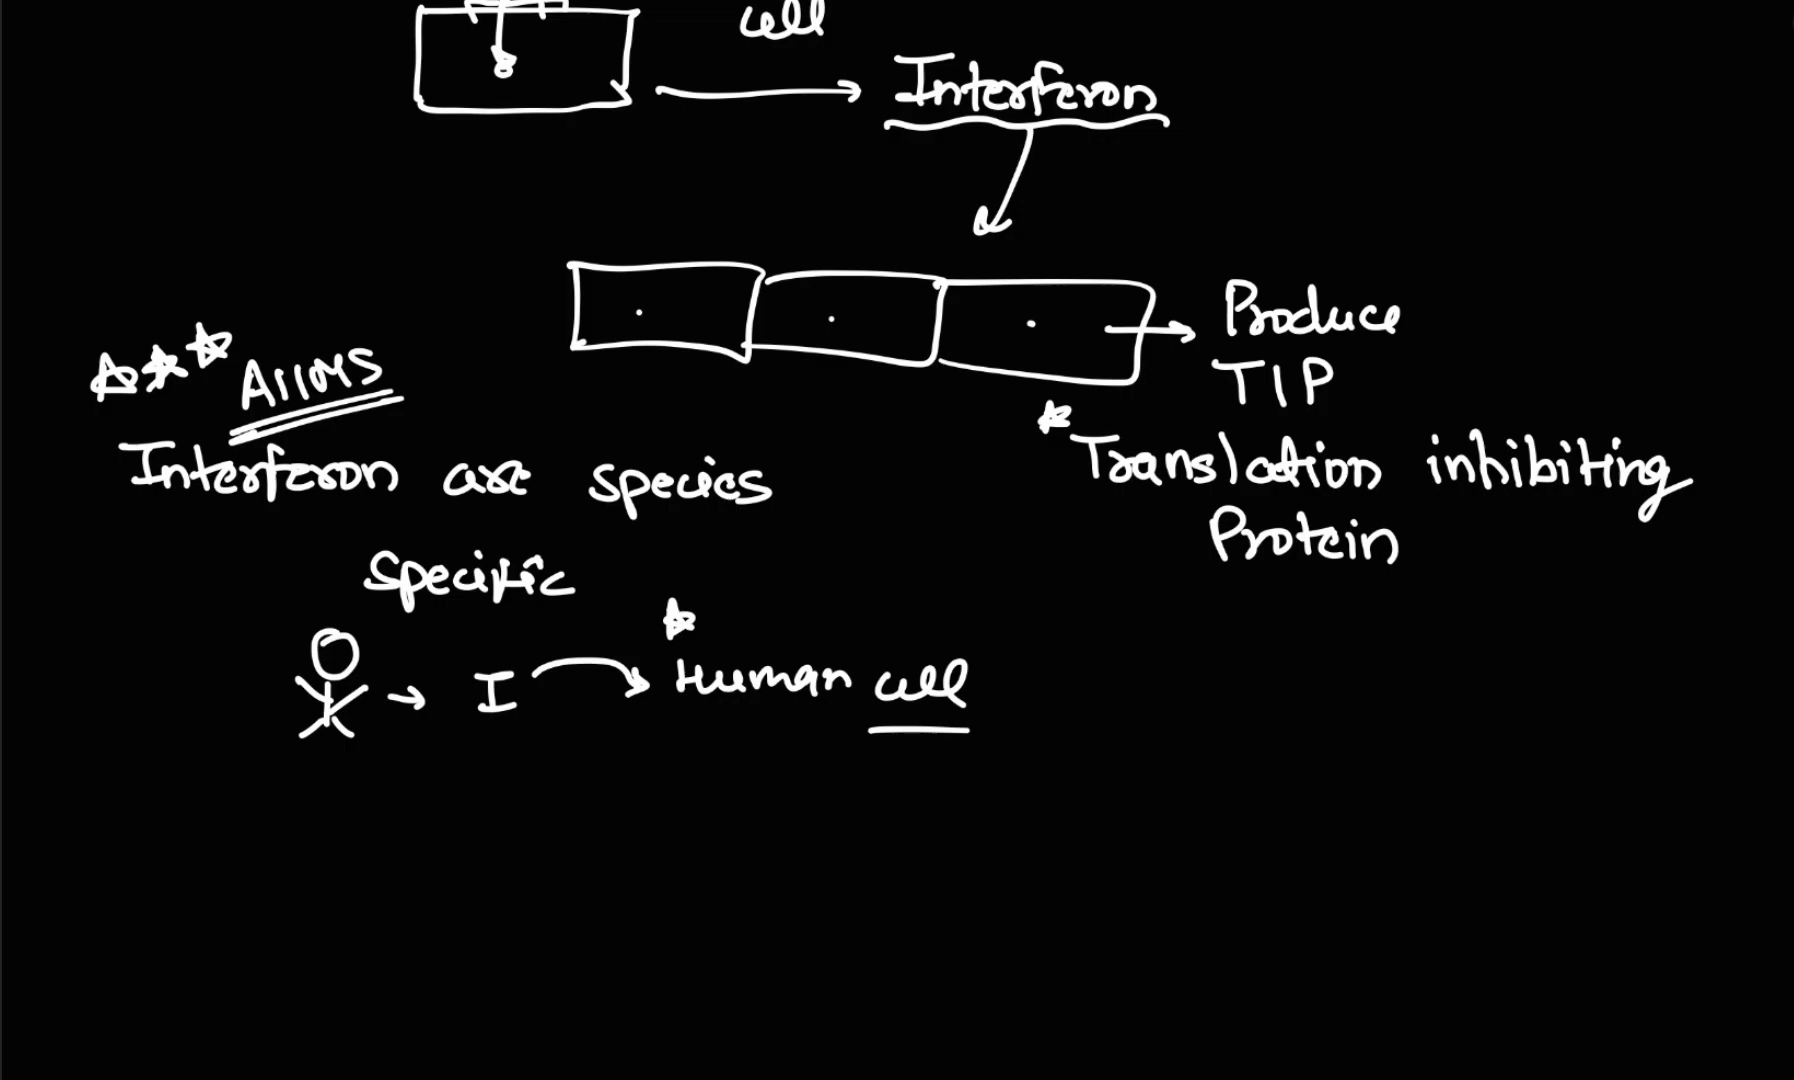 cell
Interferon
Produce
TIP
AIIMS
Translation inhibiting
Protein
Interferon are species
specific
I
Human cell